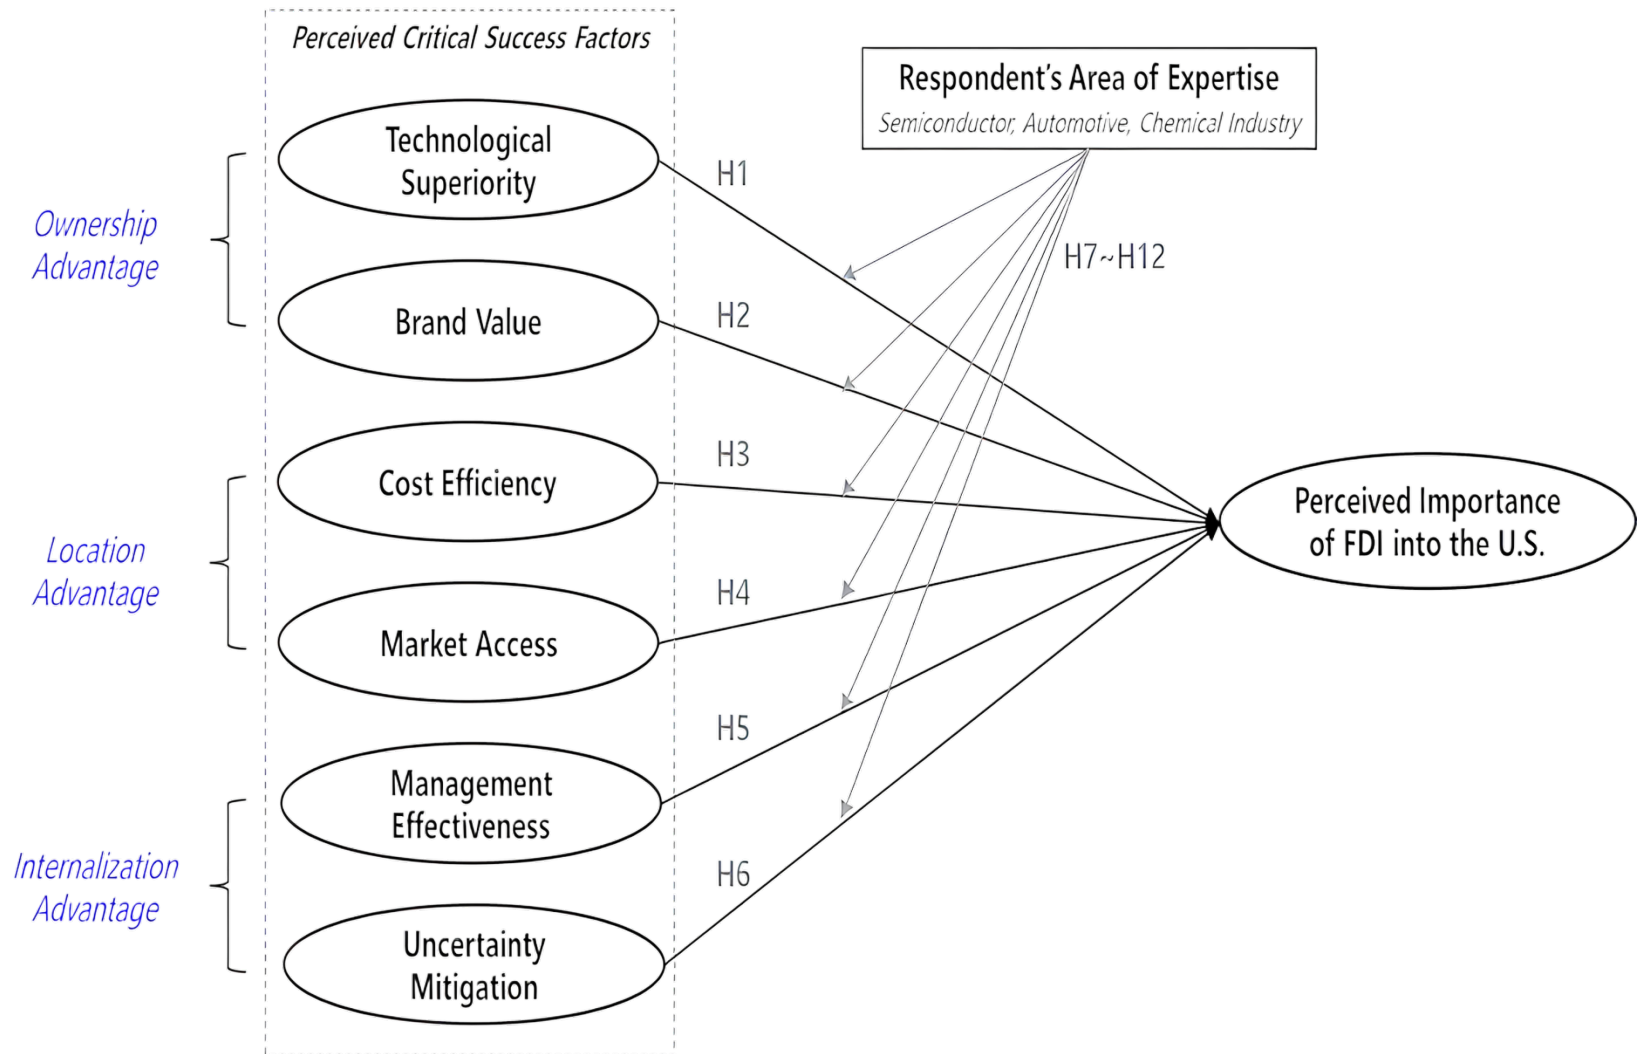 Perceived Critical Success Factors
Respondent's Area of Expertise
Semiconductor, Automotive, Chemical Industry
Ownership
Advantage
Technological
Superiority
H1
Brand Value
H2
H7~H12
Location
Advantage
Cost Efficiency
H3
Market Access
H4
Internalization
Advantage
Management
Effectiveness
H5
Uncertainty
Mitigation
H6
Perceived Importance
of FDI into the U.S.